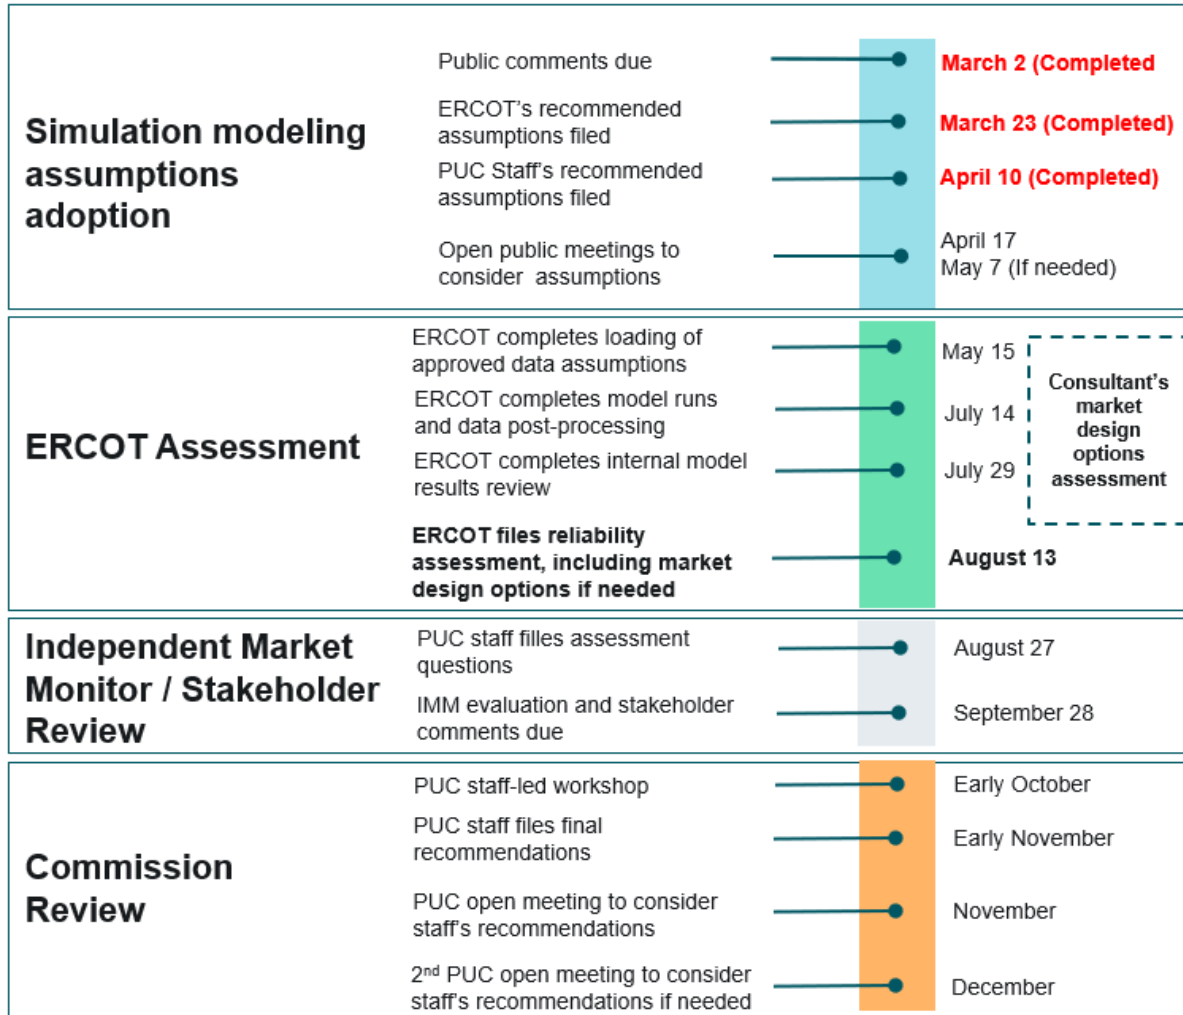 Simulation modeling
assumptions
adoption
Public comments due
March 2 (Completed
ERCOT's recommended
assumptions filed
March 23 (Completed)
PUC Staff's recommended
assumptions filed
April 10 (Completed)
Open public meetings to
consider assumptions
April 17
May 7 (If needed)
ERCOT Assessment
ERCOT completes loading of
approved data assumptions
May 15
ERCOT completes model runs
and data post-processing
July 14
ERCOT completes internal model
results review
July 29
ERCOT files reliability
assessment, including market
design options if needed
August 13
Consultant's
market
design
options
assessment
Independent Market
Monitor / Stakeholder
Review
PUC staff filles assessment
questions
August 27
IMM evaluation and stakeholder
comments due
September 28
Commission
Review
PUC staff-led workshop
Early October
PUC staff files final
recommendations
Early November
PUC open meeting to consider
staff's recommendations
November
2nd PUC open meeting to consider
staff's recommendations if needed
December